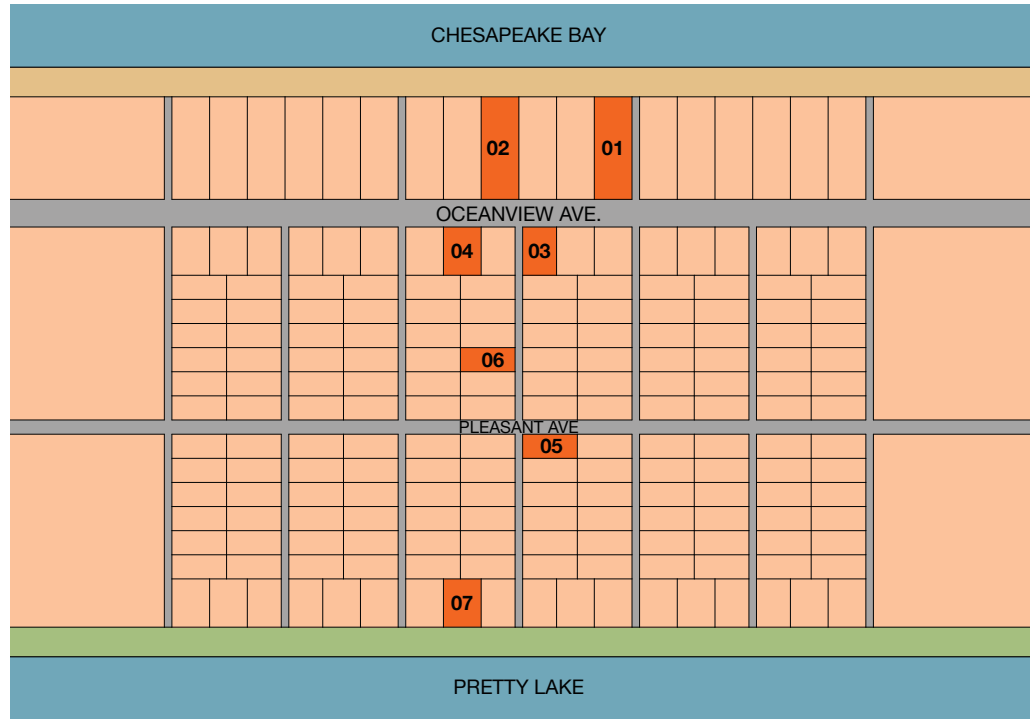 CHESAPEAKE BAY
02
01
OCEANVIEW AVE.
04
03
06
PLEASANT AVE
05
07
PRETTY LAKE